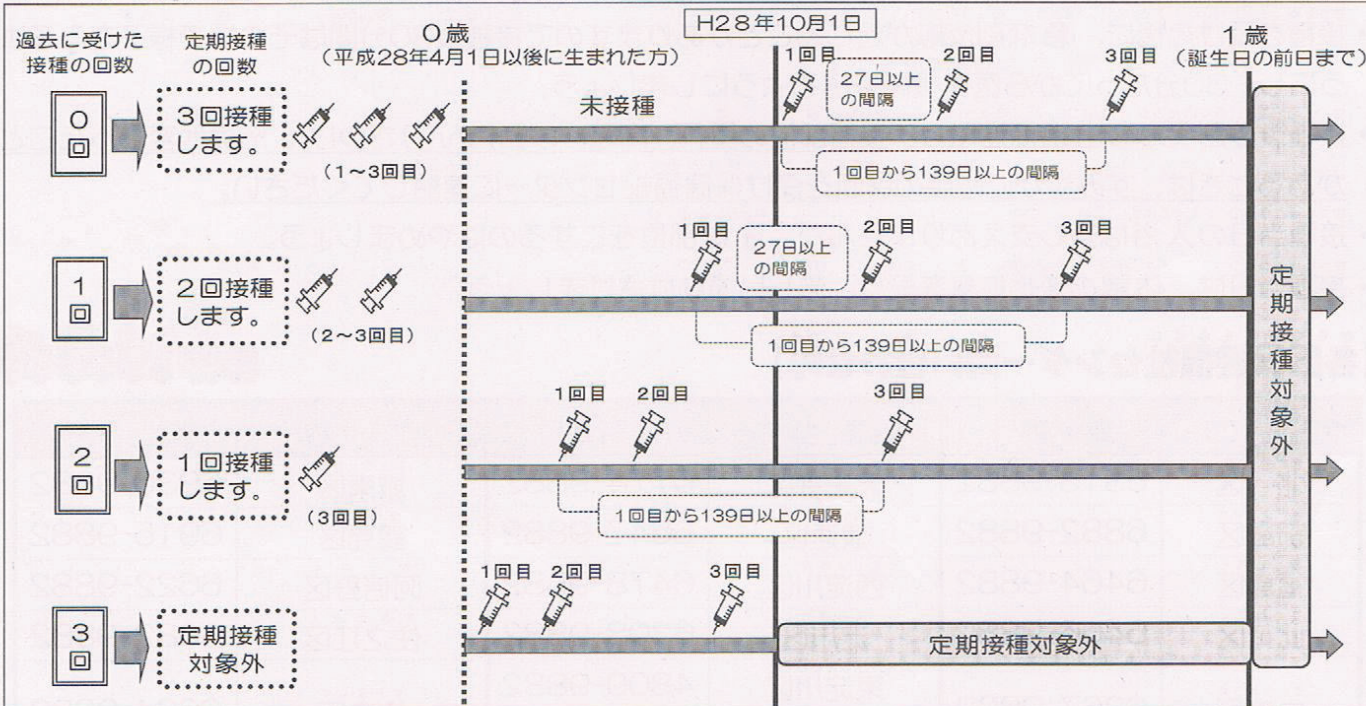 H28年10月1日
過去に受けた
接種の回数
定期接種
の回数
0歳
(平成28年4月1日以後に生まれた方)
1歳
(誕生日の前日まで)
0
回
3回接種
します。
(1~3回目)
未接種
1回目
27日以上
の間隔
2回目
3回目
1回目から139日以上の間隔
1
回
2回接種
します。
(2~3回目)
1回目
27日以上
の間隔
2回目
3回目
1回目から139日以上の間隔
2
回
1回接種
します。
(3回目)
1回目
2回目
3回目
1回目から139日以上の間隔
3
回
定期接種
対象外
1回目
2回目
3回目
定期接種対象外
定期接種対象外